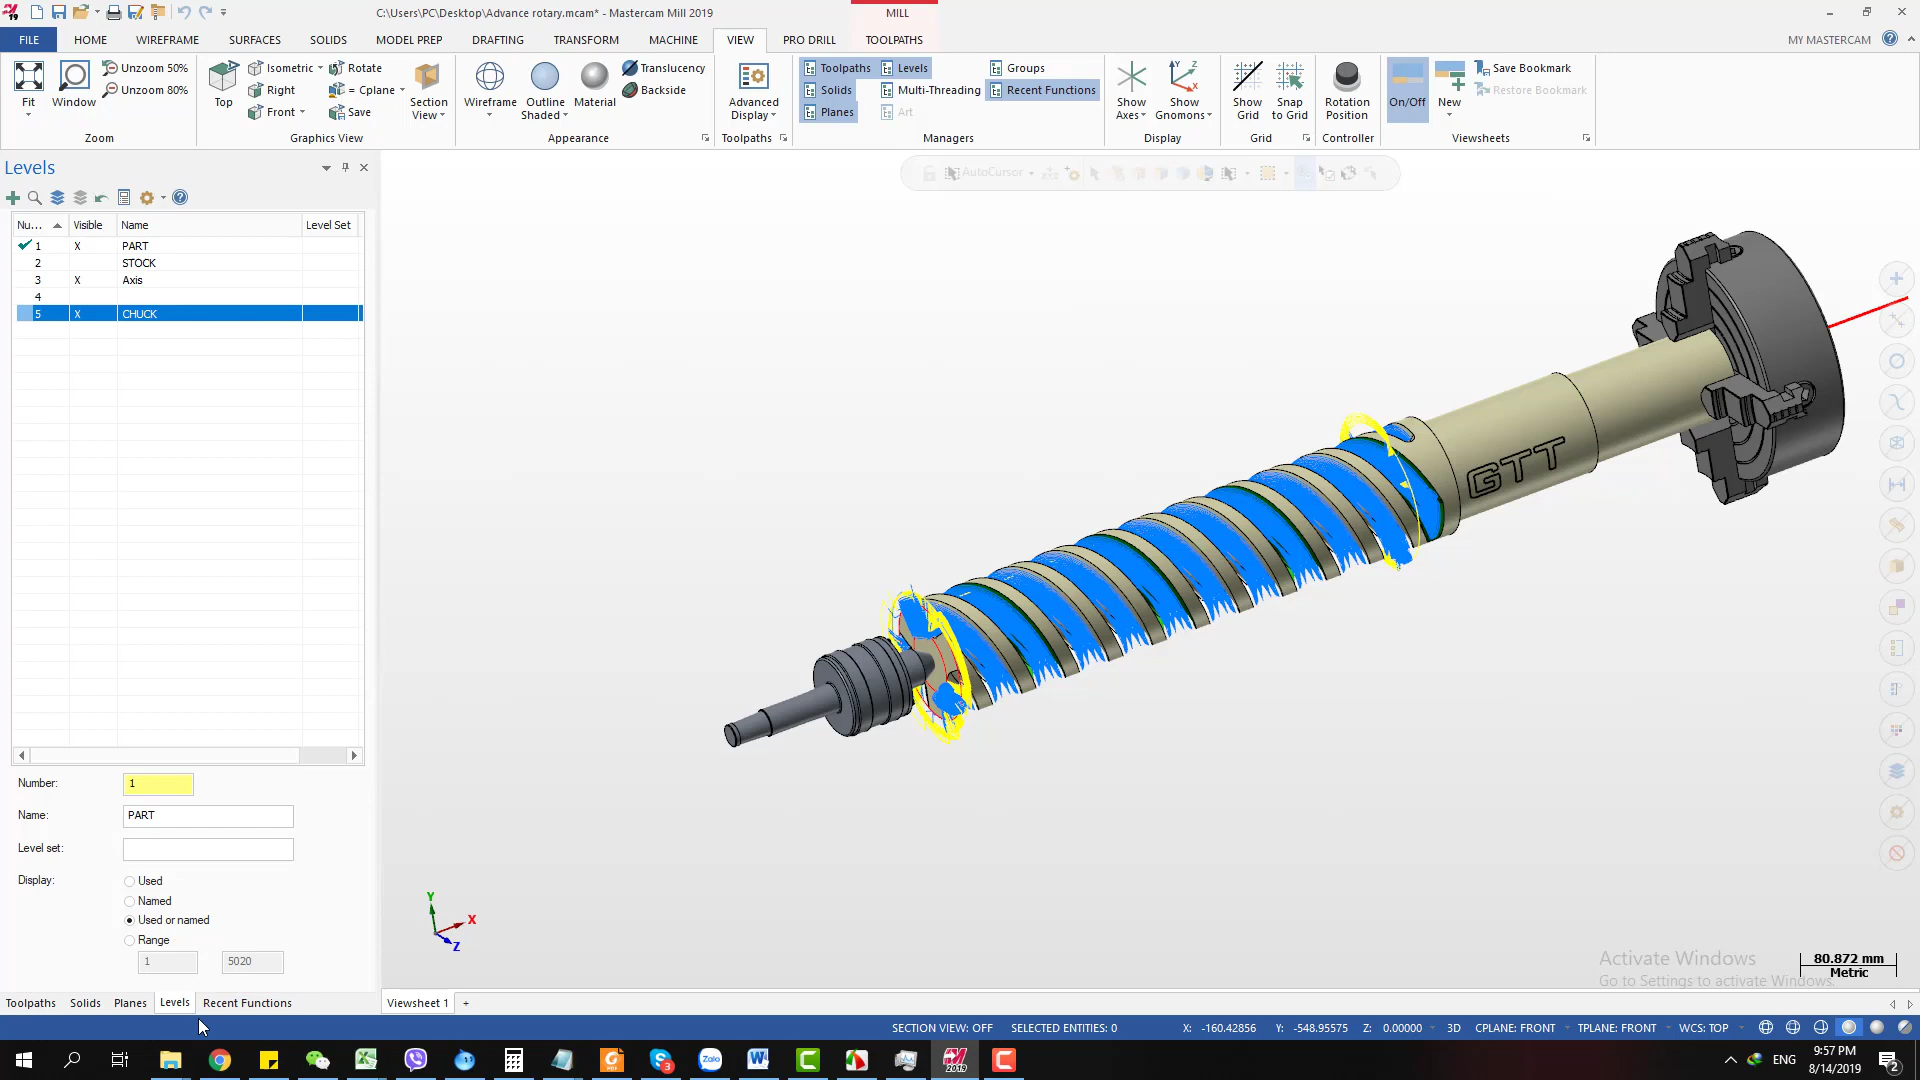 C:\Users\PC\Desktop\Advance rotary.mcam* - Mastercam Mill 2019
MILL
FILE HOME WIREFRAME SURFACES SOLIDS MODEL PREP DRAFTING TRANSFORM MACHINE VIEW PRO DRILL TOOLPATHS MY MASTERCAM
Fit Window Unzoom 50% Unzoom 80%
Zoom
Top Isometric Right Front Rotate = Cplane Save Section View
Graphics View
Wireframe Outline Shaded Material Translucency Backside
Appearance
Advanced Display
Toolpaths
Toolpaths Levels Groups
Solids Multi-Threading Recent Functions
Planes Art
Managers
Show Axes Show Gnomons
Display
Show Grid Snap to Grid
Grid
Rotation Position
Controller
On/Off New Save Bookmark Restore Bookmark
Viewsheets
Levels
AutoCursor
Nu... Visible Name Level Set
1 X PART
2 STOCK
3 X Axis
4
5 X CHUCK
GTT
Number: 1
Name: PART
Level set:
Display: Used
Named
Used or named
Range
1 5020
Y
X
Z
Activate Windows
Go to Settings to activate Windows.
80.872 mm
Metric
Toolpaths Solids Planes Levels Recent Functions
Viewsheet 1 +
SECTION VIEW: OFF SELECTED ENTITIES: 0 X: -160.42856 Y: -548.95575 Z: 0.00000 3D CPLANE: FRONT TPLANE: FRONT WCS: TOP
3
2019
ENG
9:57 PM
8/14/2019
2